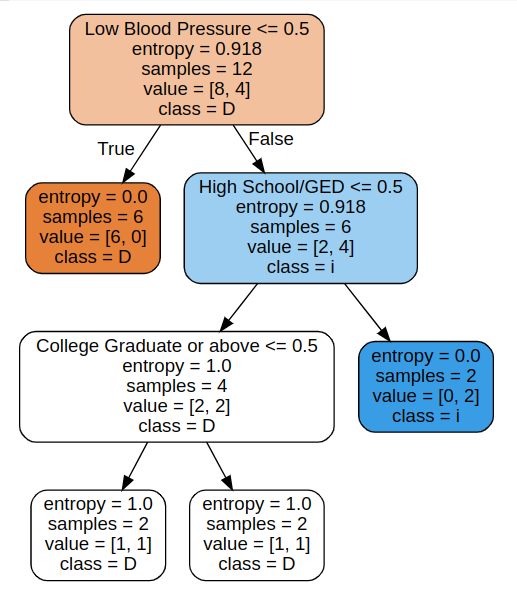 Low Blood Pressure <= 0.5
entropy = 0.918
samples = 12
value = [8, 4]
class = D
True
False
entropy = 0.0
samples = 6
value = [6, 0]
class = D
High School/GED <= 0.5
entropy = 0.918
samples = 6
value = [2, 4]
class = i
College Graduate or above <= 0.5
entropy = 1.0
samples = 4
value = [2, 2]
class = D
entropy = 0.0
samples = 2
value = [0, 2]
class = i
entropy = 1.0
samples = 2
value = [1, 1]
class = D
entropy = 1.0
samples = 2
value = [1, 1]
class = D